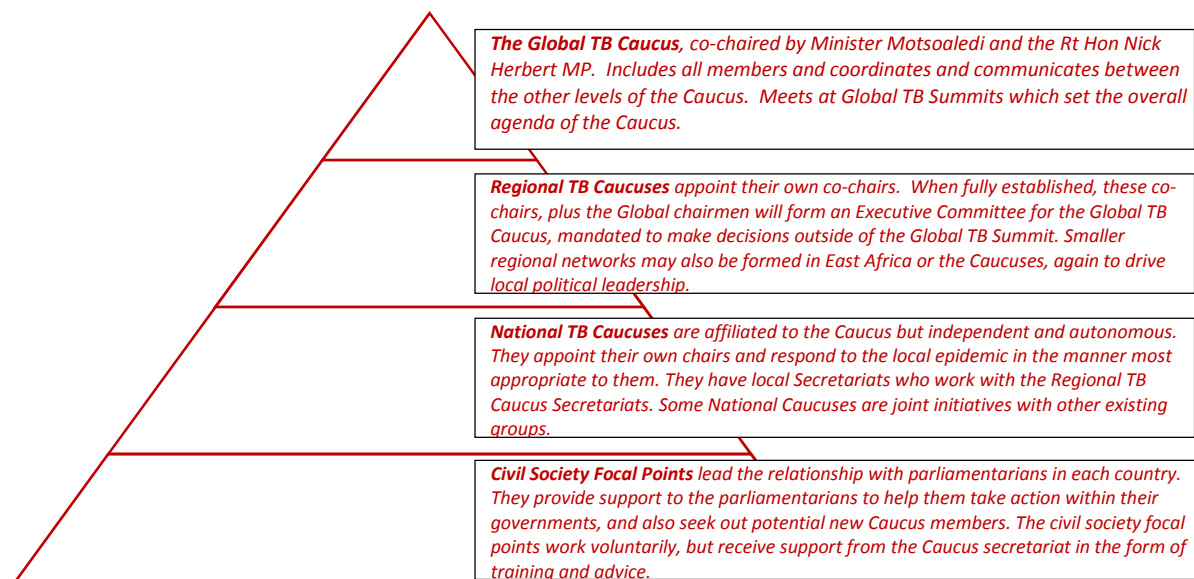 The Global TB Caucus, co-chaired by Minister Motsoaledi and the Rt Hon Nick
Herbert MP.  Includes all members and coordinates and communicates between
the other levels of the Caucus.  Meets at Global TB Summits which set the overall
agenda of the Caucus.
Regional TB Caucuses appoint their own co-chairs.  When fully established, these co-
chairs, plus the Global chairmen will form an Executive Committee for the Global TB
Caucus, mandated to make decisions outside of the Global TB Summit. Smaller
regional networks may also be formed in East Africa or the Caucuses, again to drive
local political leadership.
National TB Caucuses are affiliated to the Caucus but independent and autonomous.
They appoint their own chairs and respond to the local epidemic in the manner most
appropriate to them. They have local Secretariats who work with the Regional TB
Caucus Secretariats. Some National Caucuses are joint initiatives with other existing
groups.
Civil Society Focal Points lead the relationship with parliamentarians in each country.
They provide support to the parliamentarians to help them take action within their
governments, and also seek out potential new Caucus members. The civil society focal
points work voluntarily, but receive support from the Caucus secretariat in the form of
training and advice.